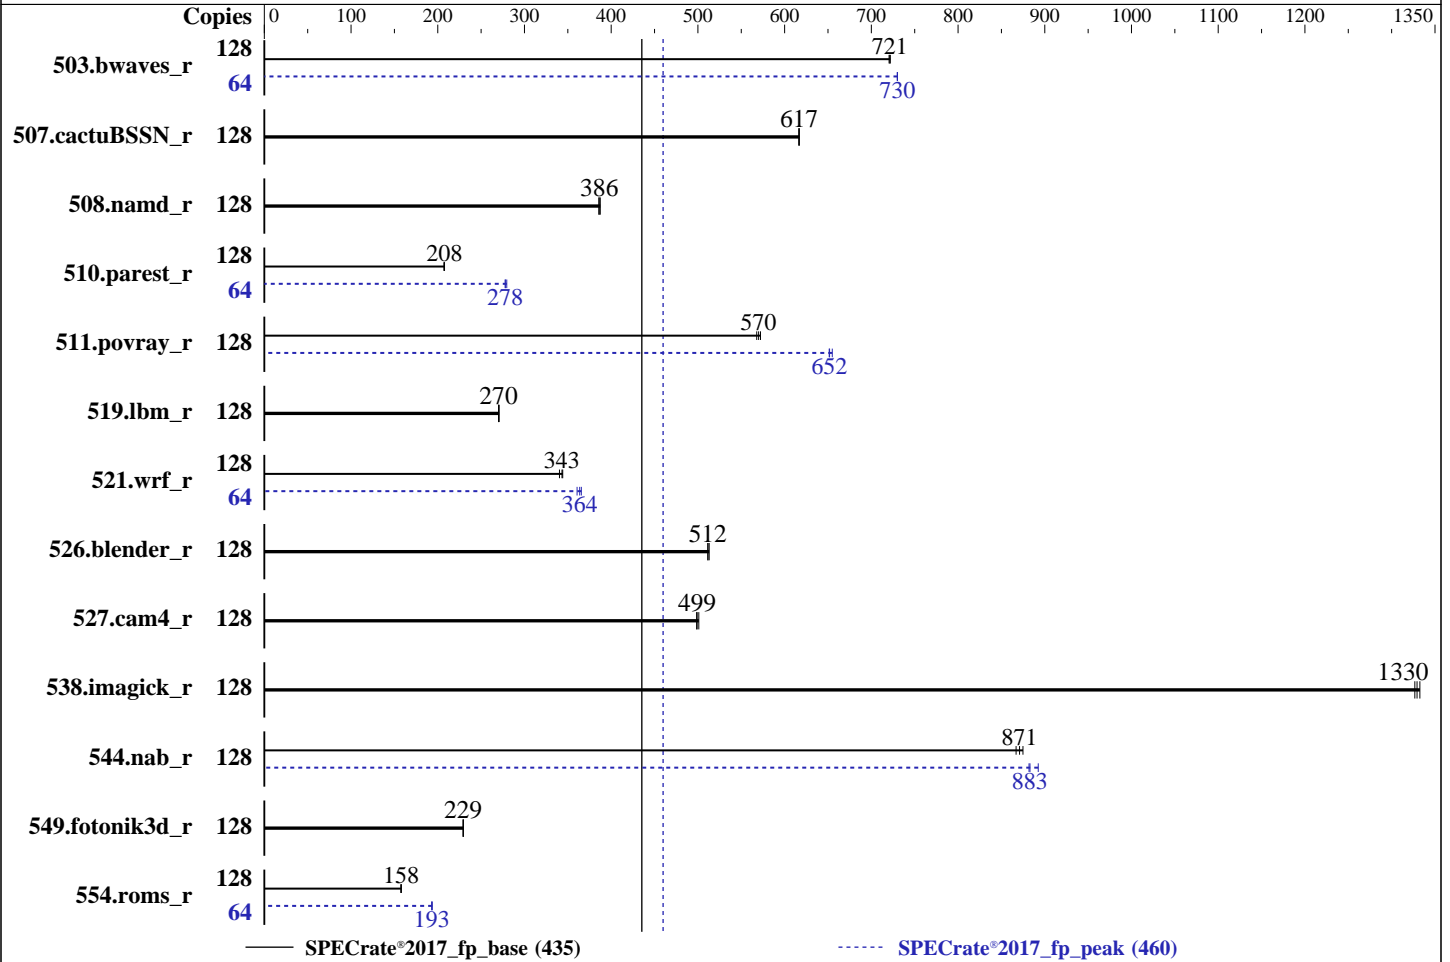 Copies 0 100 200 300 400 500 600 700 800 900 1000 1100 1200 1350
503.bwaves_r 128 721
64 730
507.cactuBSSN_r 128 617
508.namd_r 128 386
510.parest_r 128 208
64 278
511.povray_r 128 570
652
519.lbm_r 128 270
521.wrf_r 128 343
64 364
526.blender_r 128 512
527.cam4_r 128 499
538.imagick_r 128 1330
544.nab_r 128 871
883
549.fotonik3d_r 128 229
554.roms_r 128 158
64 193
SPECrate®2017_fp_base (435) SPECrate®2017_fp_peak (460)